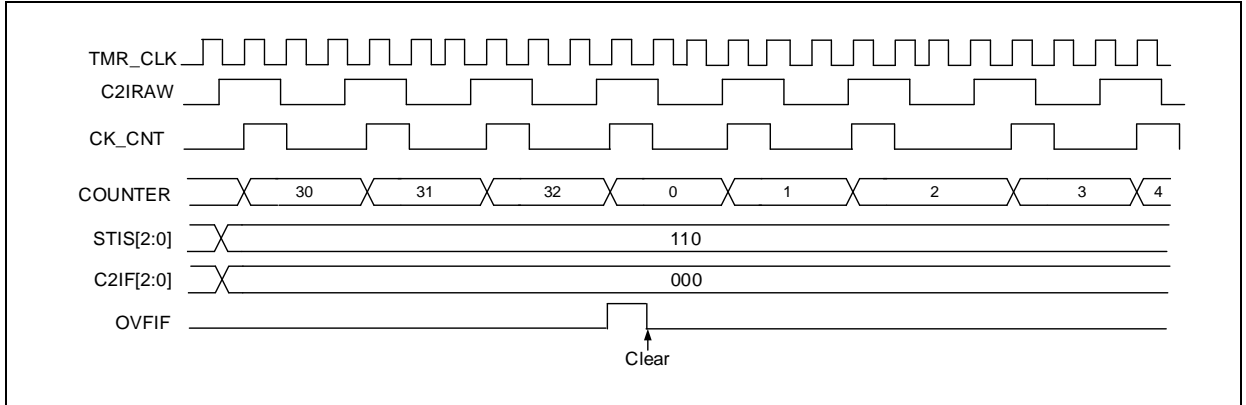 TMR_CLK
C2IRAW
CK_CNT
COUNTER 30 31 32 0 1 2 3 4
STIS[2:0] 110
C2IF[2:0] 000
OVFIF
Clear